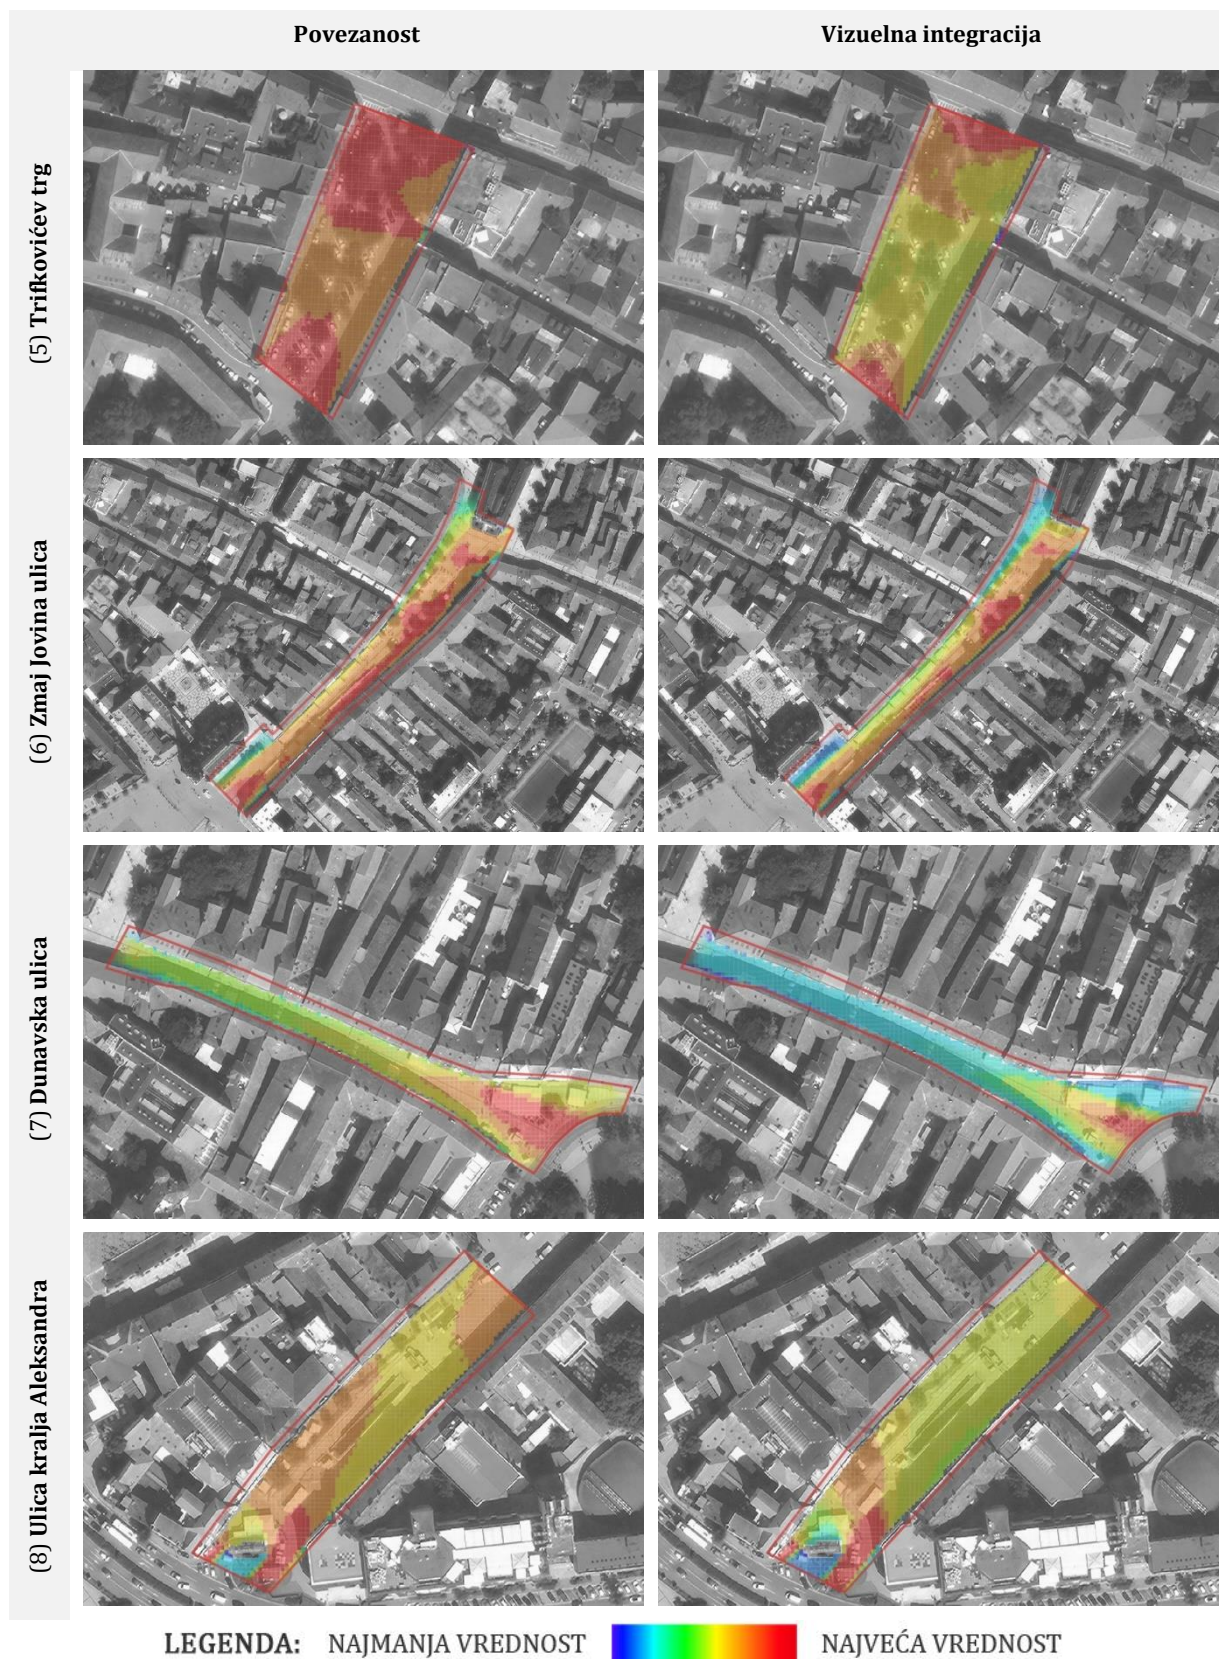 Povezanost
Vizuelna integracija
(5) Trifkovićev trg
(6) Zmaj Jovina ulica
(7) Dunavska ulica
(8) Ulica kralja Aleksandra
LEGENDA: NAJMANJA VREDNOST NAJVEĆA VREDNOST